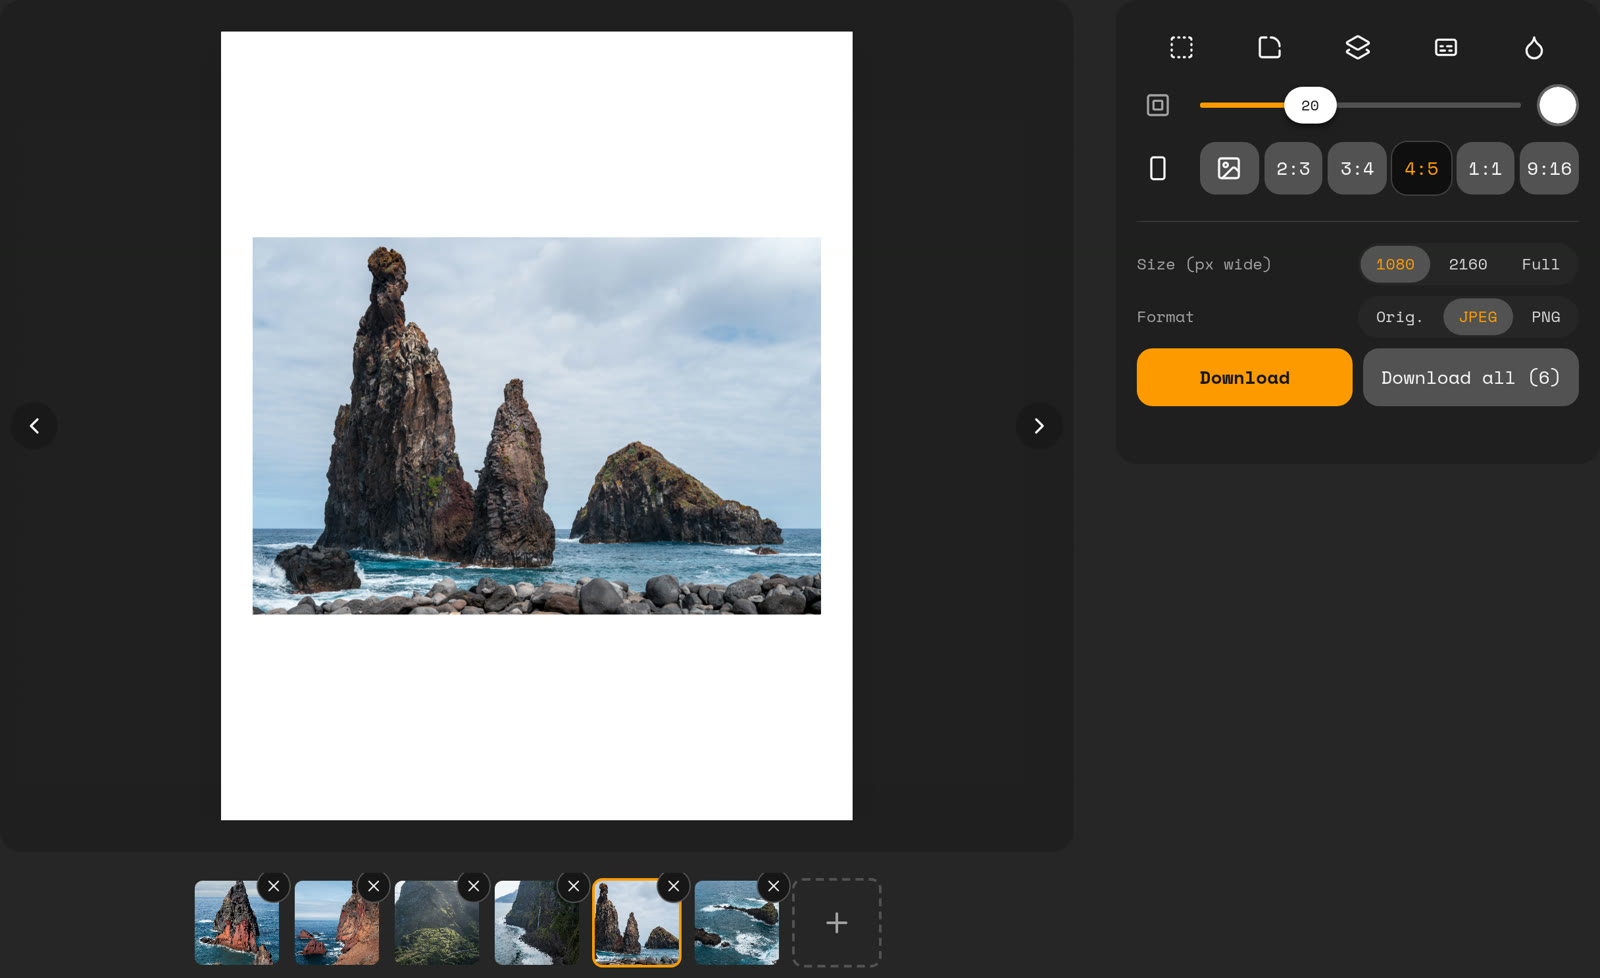 20
2:3 3:4 4:5 1:1 9:16
Size (px wide) 1080 2160 Full
Format Orig. JPEG PNG
Download Download all (6)